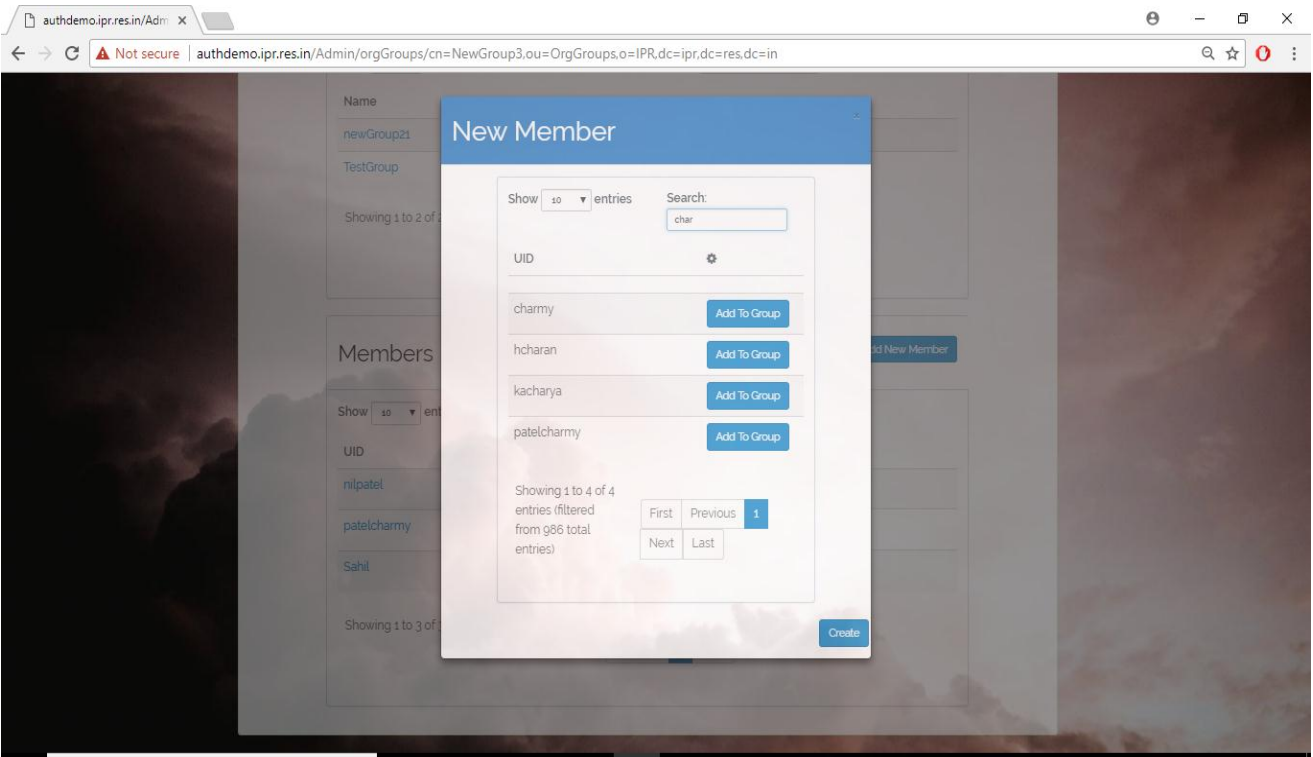 authdemo.ipr.res.in/Adm
Not secure | authdemo.ipr.res.in/Admin/orgGroups/cn=NewGroup3,ou=OrgGroups,o=IPR,dc=ipr,dc=res,dc=in
Name
newGroup21
TestGroup
Showing 1 to 2 of 2
New Member
x
Show 10 entries
Search:
char
UID
charmy Add To Group
hcharan Add To Group
kacharya Add To Group
patelcharmy Add To Group
Showing 1 to 4 of 4
entries (filtered
from 986 total
entries)
First Previous 1
Next Last
Create
Members
dd New Member
Show 10 ent
UID
nilpatel
patelcharmy
Sahil
Showing 1 to 3 of